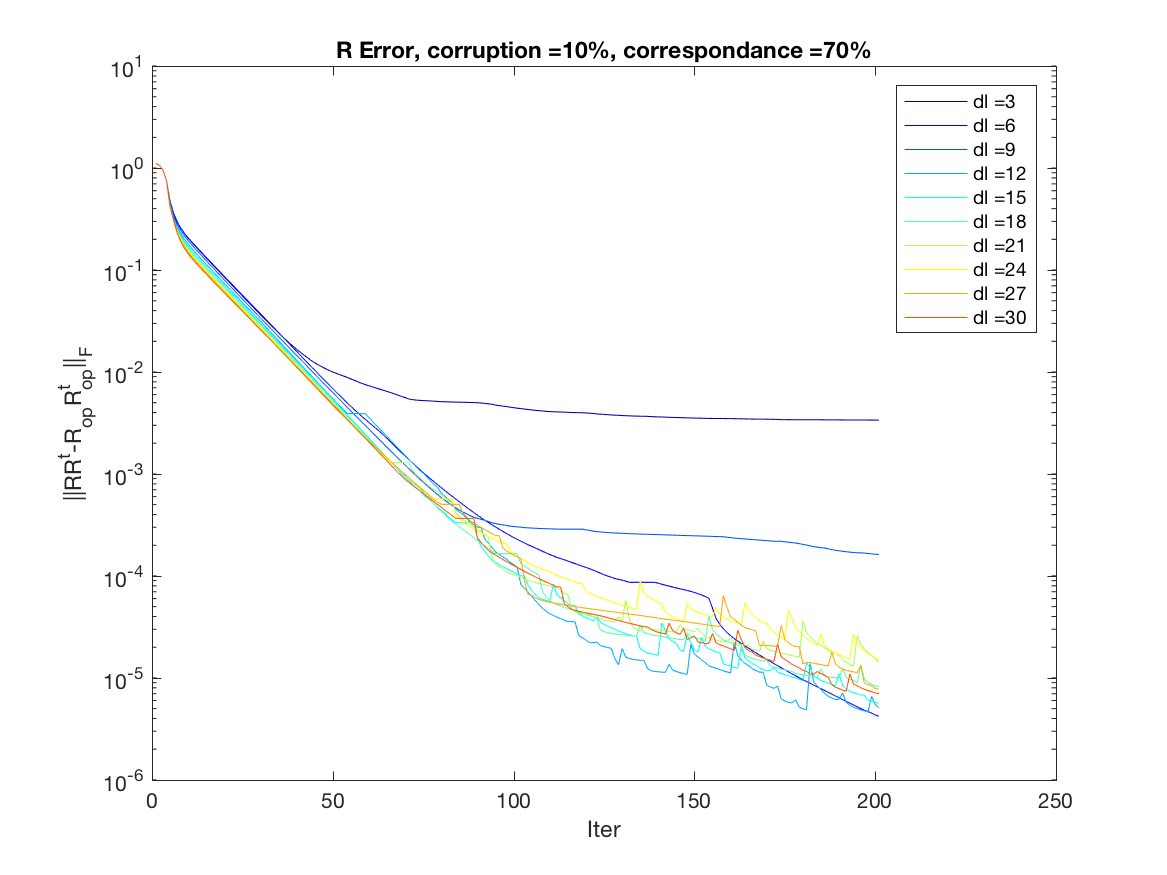 R Error, corruption =10%, correspondance =70%
10^1
10^0
10^-1
10^-2
10^-3
10^-4
10^-5
10^-6
||RR^t-R_op R_op^t||_F
0 50 100 150 200 250
Iter
dl =3
dl =6
dl =9
dl =12
dl =15
dl =18
dl =21
dl =24
dl =27
dl =30